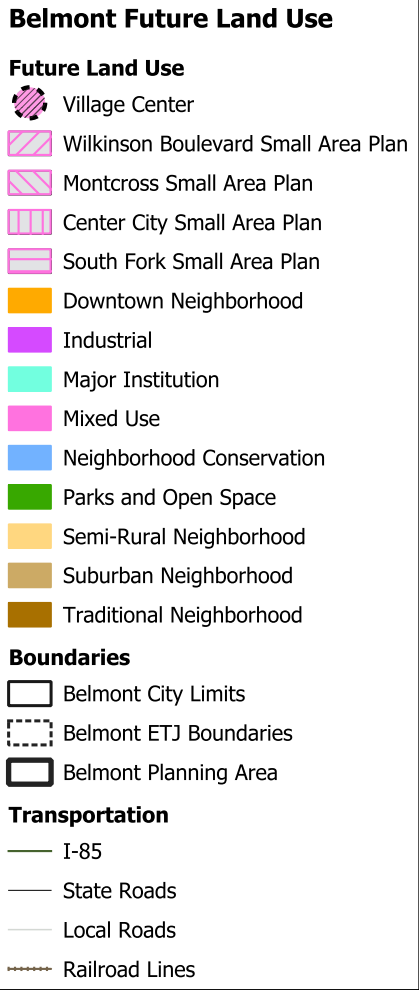 Belmont Future Land Use
Future Land Use
Village Center
Wilkinson Boulevard Small Area Plan
Montcross Small Area Plan
Center City Small Area Plan
South Fork Small Area Plan
Downtown Neighborhood
Industrial
Major Institution
Mixed Use
Neighborhood Conservation
Parks and Open Space
Semi-Rural Neighborhood
Suburban Neighborhood
Traditional Neighborhood
Boundaries
Belmont City Limits
Belmont ETJ Boundaries
Belmont Planning Area
Transportation
I-85
State Roads
Local Roads
Railroad Lines